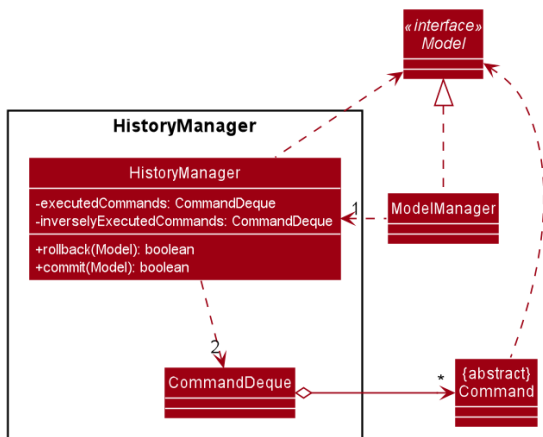 «interface»
Model
HistoryManager
HistoryManager
-executedCommands: CommandDeque
-inverselyExecutedCommands: CommandDeque
+rollback(Model): boolean
+commit(Model): boolean
1
ModelManager
2
CommandDeque
*
{abstract}
Command